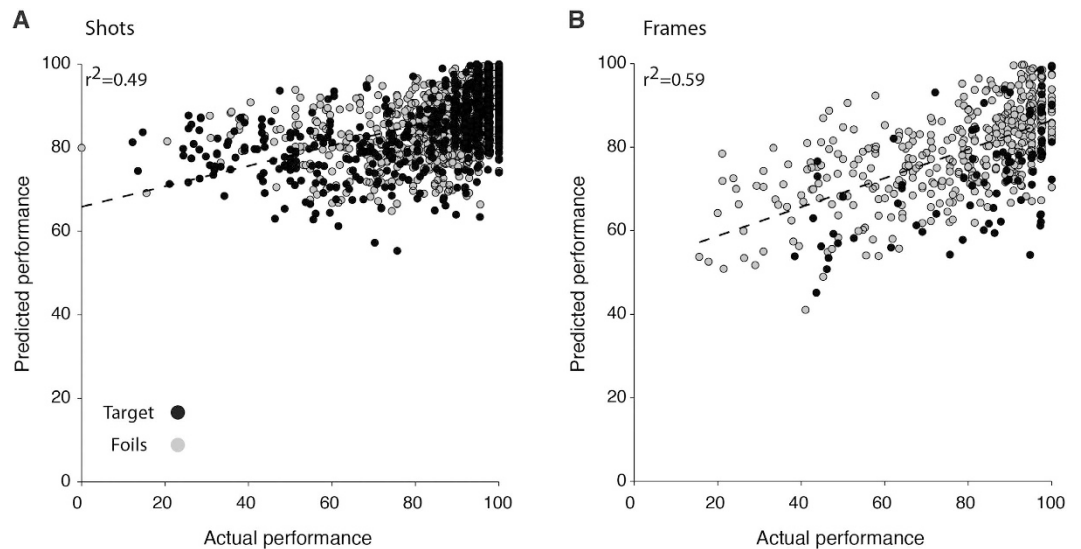 A
Shots
r²=0.49
Predicted performance
100
80
60
40
20
0
Target
Foils
0
20
40
60
80
100
Actual performance
B
Frames
r²=0.59
Predicted performance
100
80
60
40
20
0
0
20
40
60
80
100
Actual performance